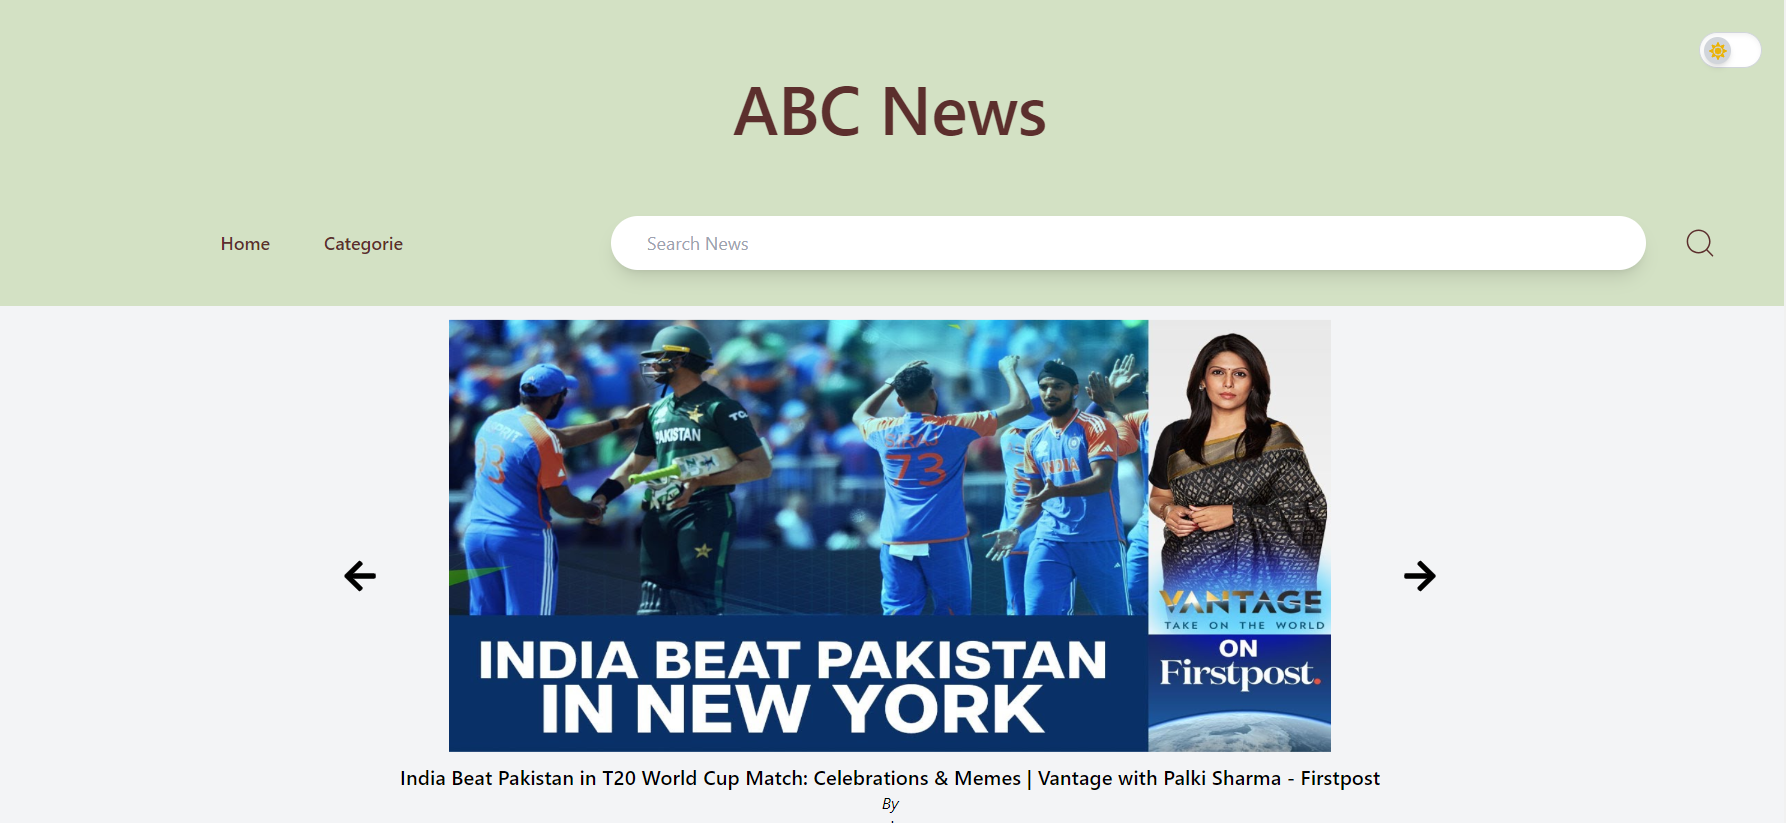 ABC News
Home
Categorie
Search News
PAKISTAN
SIRAJ
73
INDIA
INDIA BEAT PAKISTAN
IN NEW YORK
VANTAGE
TAKE ON THE WORLD
ON
Firstpost.
India Beat Pakistan in T20 World Cup Match: Celebrations & Memes | Vantage with Palki Sharma - Firstpost
By